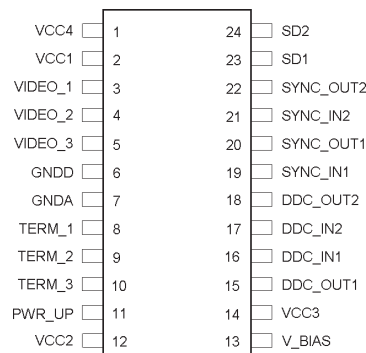 VCC4 1 24 SD2
VCC1 2 23 SD1
VIDEO_1 3 22 SYNC_OUT2
VIDEO_2 4 21 SYNC_IN2
VIDEO_3 5 20 SYNC_OUT1
GNDD 6 19 SYNC_IN1
GNDA 7 18 DDC_OUT2
TERM_1 8 17 DDC_IN2
TERM_2 9 16 DDC_IN1
TERM_3 10 15 DDC_OUT1
PWR_UP 11 14 VCC3
VCC2 12 13 V_BIAS